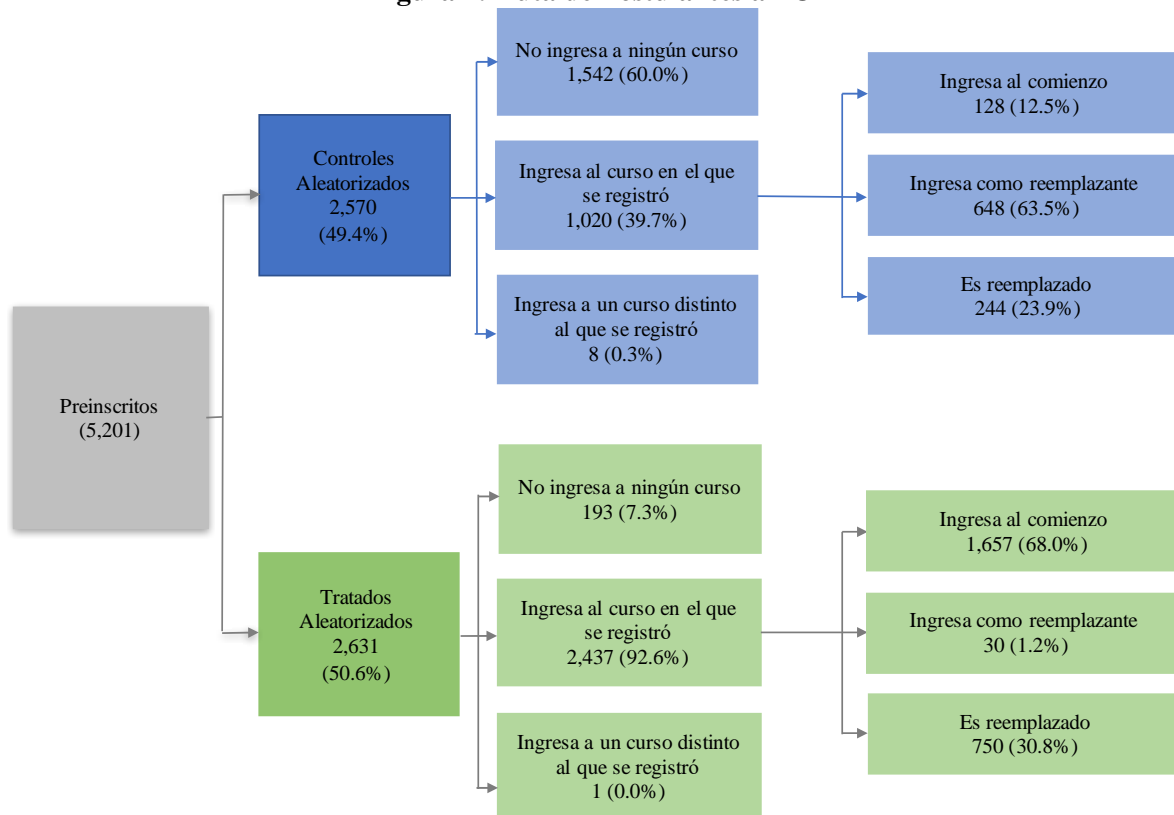 No ingresa a ningún curso
1,542 (60.0%)
Ingresa al comienzo
128 (12.5%)
Controles
Aleatorizados
2,570
(49.4%)
Ingresa al curso en el que
se registró
1,020 (39.7%)
Ingresa como reemplazante
648 (63.5%)
Ingresa a un curso distinto
al que se registró
8 (0.3%)
Es reemplazado
244 (23.9%)
Preinscritos
(5,201)
No ingresa a ningún curso
193 (7.3%)
Ingresa al comienzo
1,657 (68.0%)
Tratados
Aleatorizados
2,631
(50.6%)
Ingresa al curso en el que
se registró
2,437 (92.6%)
Ingresa como reemplazante
30 (1.2%)
Ingresa a un curso distinto
al que se registró
1 (0.0%)
Es reemplazado
750 (30.8%)